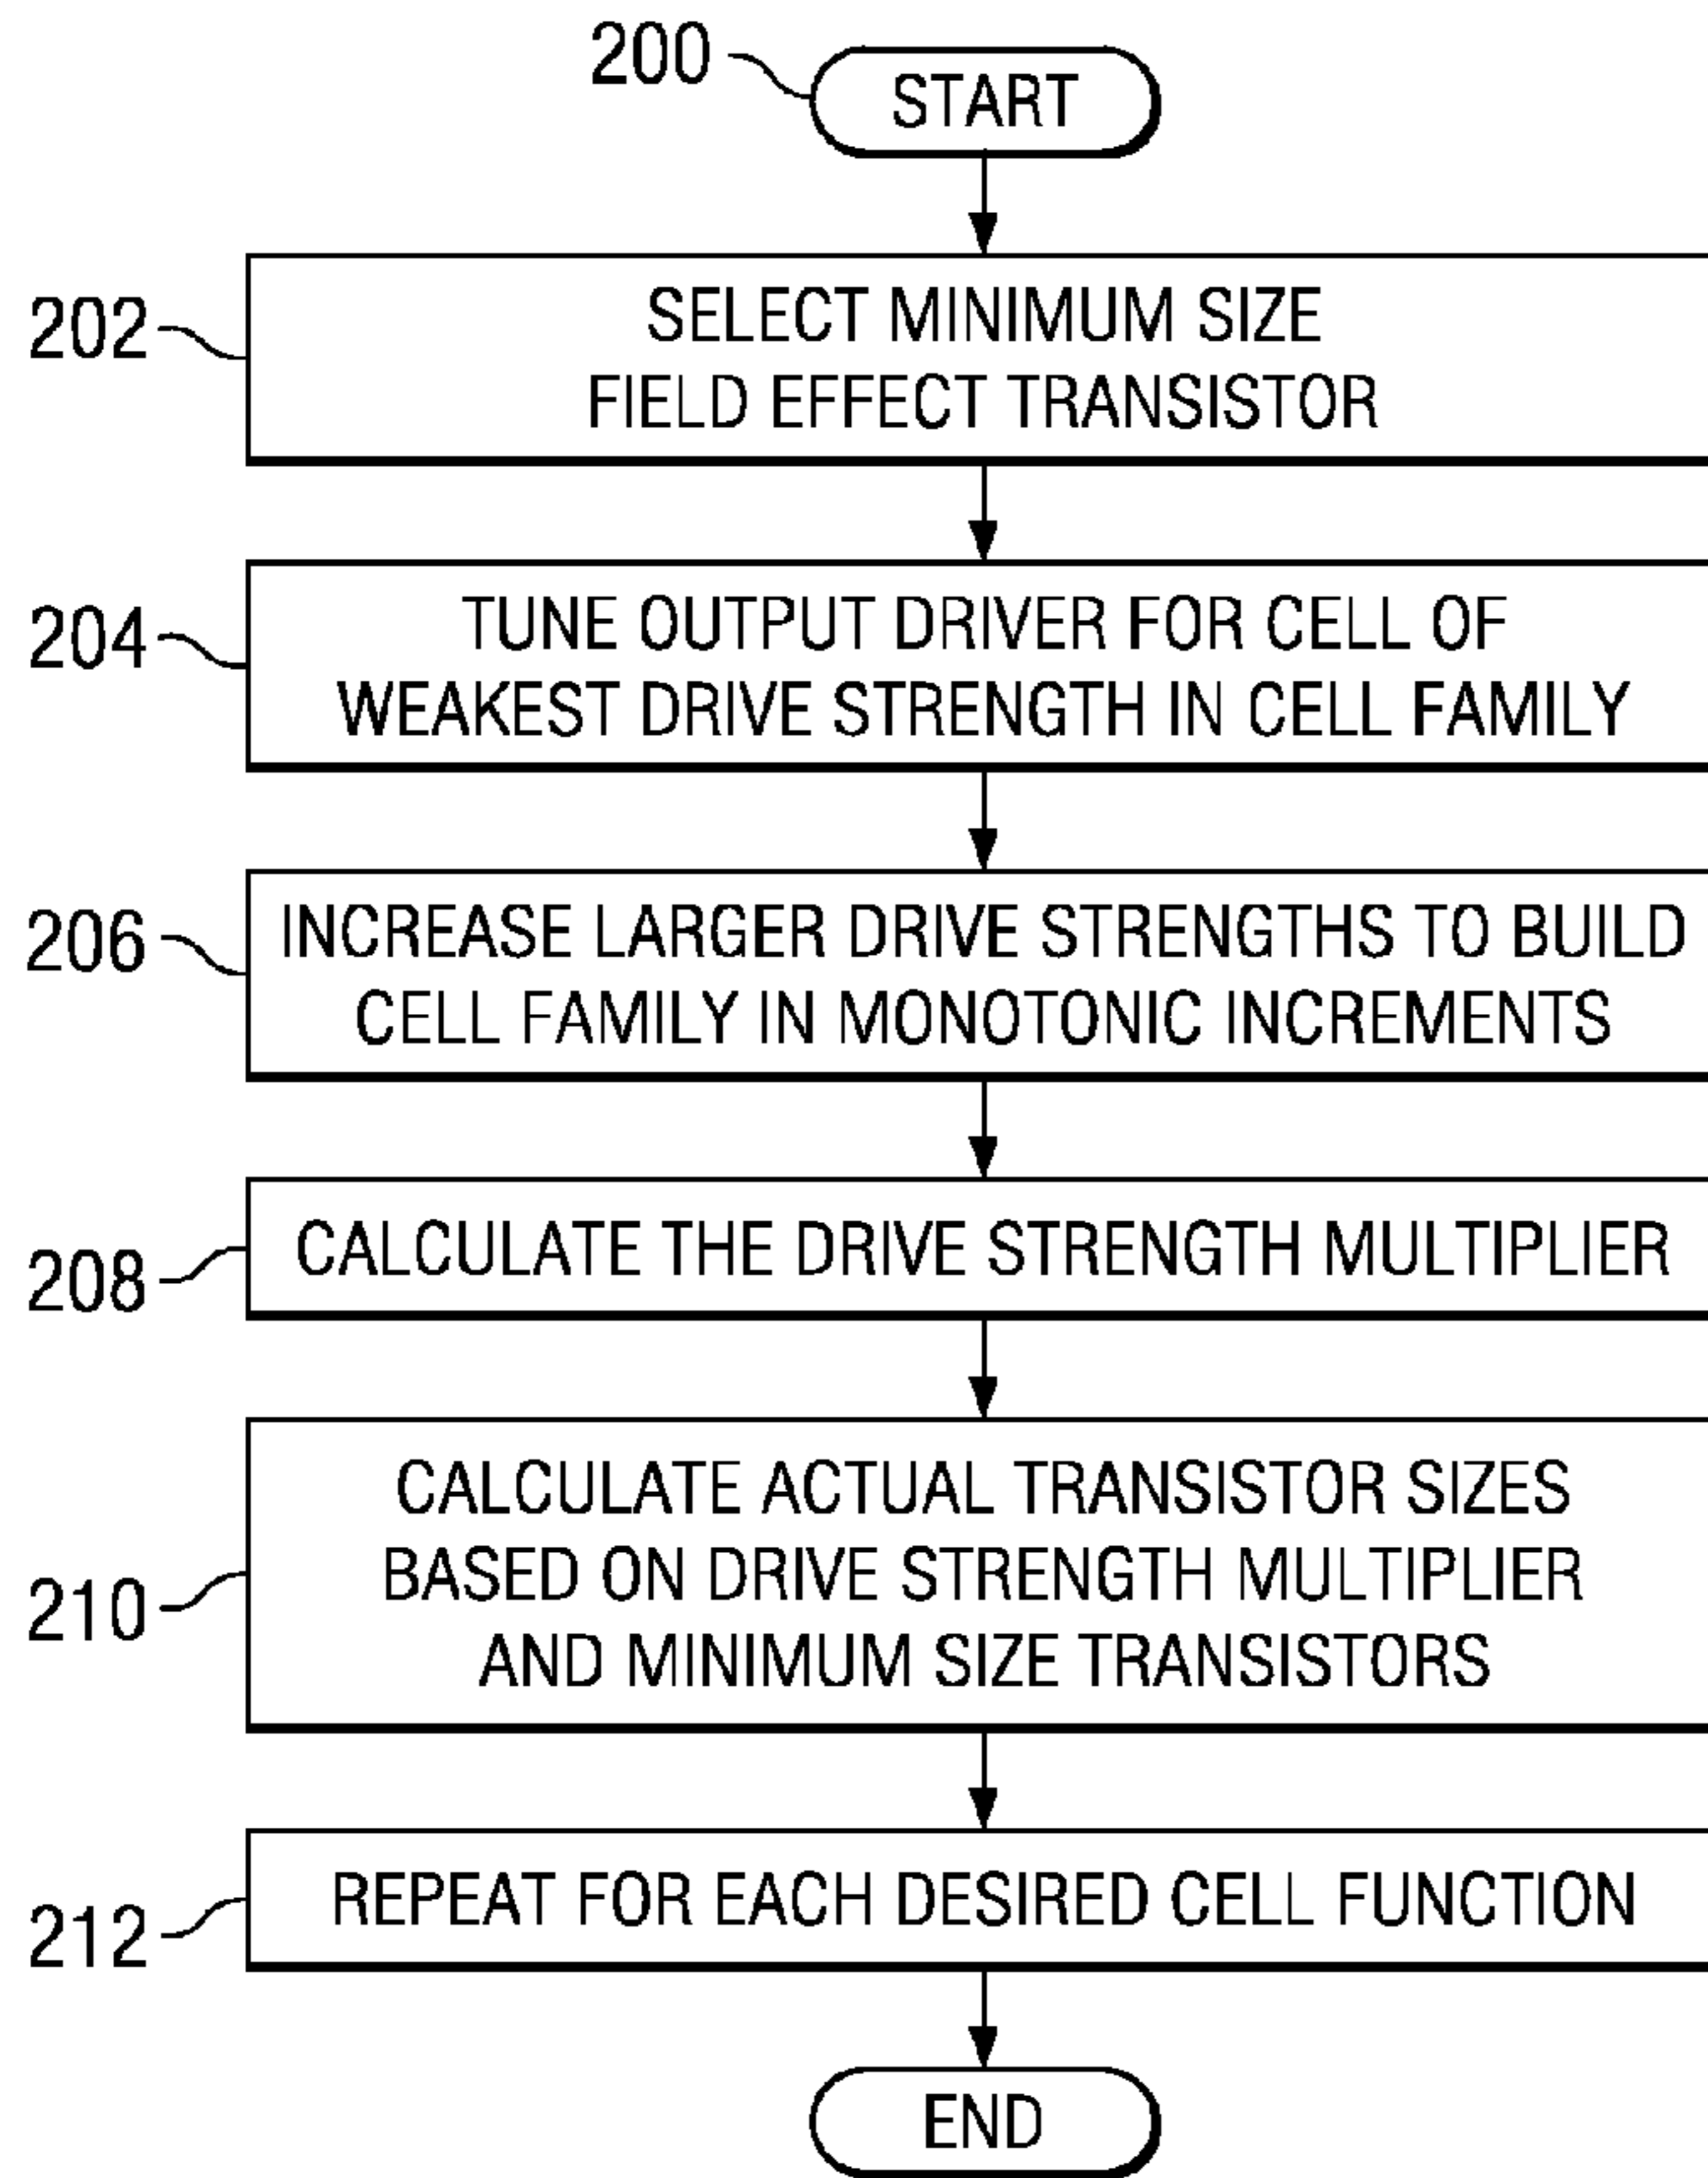 200
START
202
SELECT MINIMUM SIZE
FIELD EFFECT TRANSISTOR
204
TUNE OUTPUT DRIVER FOR CELL OF
WEAKEST DRIVE STRENGTH IN CELL FAMILY
206
INCREASE LARGER DRIVE STRENGTHS TO BUILD
CELL FAMILY IN MONOTONIC INCREMENTS
208
CALCULATE THE DRIVE STRENGTH MULTIPLIER
210
CALCULATE ACTUAL TRANSISTOR SIZES
BASED ON DRIVE STRENGTH MULTIPLIER
AND MINIMUM SIZE TRANSISTORS
212
REPEAT FOR EACH DESIRED CELL FUNCTION
END